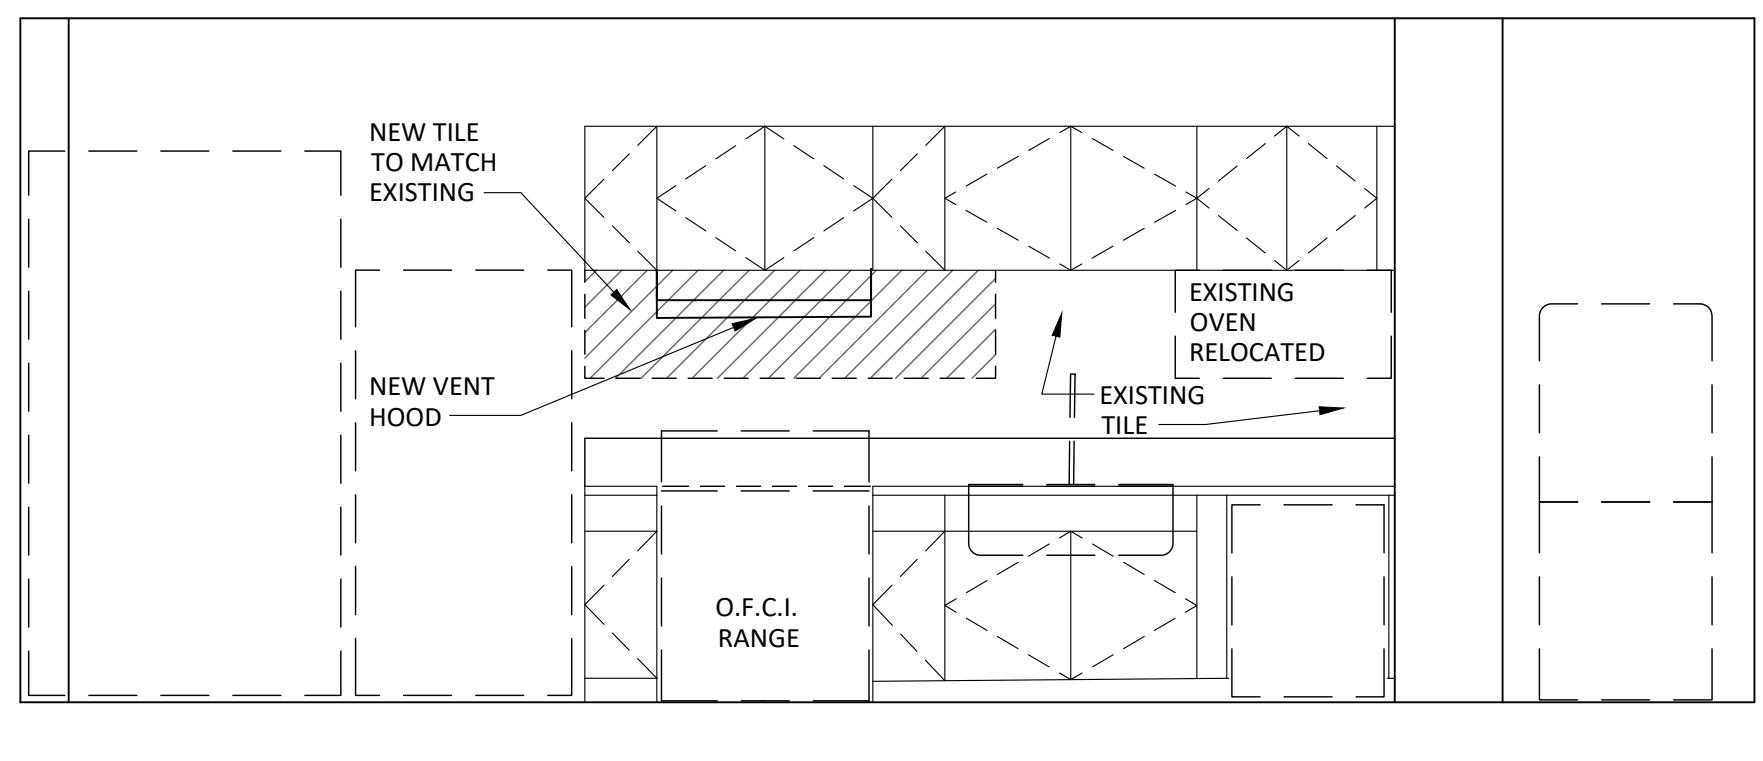 NEW TILE
TO MATCH
EXISTING
NEW VENT
HOOD
EXISTING
OVEN
RELOCATED
EXISTING
TILE
O.F.C.I.
RANGE